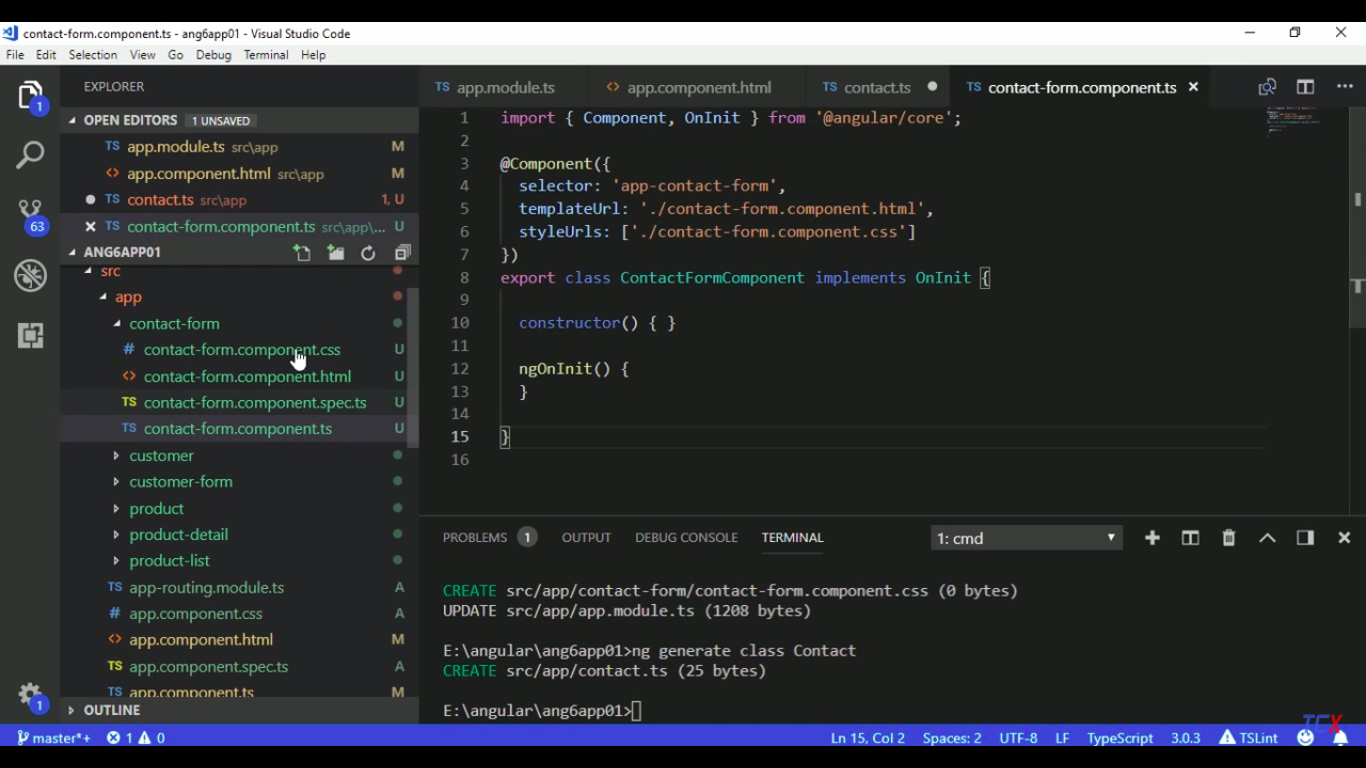 contact-form.component.ts - ang6app01 - Visual Studio Code
File Edit Selection View Go Debug Terminal Help
EXPLORER
1
OPEN EDITORS 1 UNSAVED
TS app.module.ts src\app M
<> app.component.html src\app M
TS contact.ts src\app 1, U
TS contact-form.component.ts src\app\... U
63
ANG6APP01
src
app
contact-form
# contact-form.component.css U
<> contact-form.component.html U
TS contact-form.component.spec.ts U
TS contact-form.component.ts U
customer
customer-form
product
product-detail
product-list
TS app-routing.module.ts A
# app.component.css A
<> app.component.html M
TS app.component.spec.ts A
TS app.component.ts M
1
OUTLINE
TS app.module.ts <> app.component.html TS contact.ts TS contact-form.component.ts
1 import { Component, OnInit } from '@angular/core';
2
3 @Component({
4 selector: 'app-contact-form',
5 templateUrl: './contact-form.component.html',
6 styleUrls: ['./contact-form.component.css']
7 })
8 export class ContactFormComponent implements OnInit {
9
10 constructor() { }
11
12 ngOnInit() {
13 }
14
15 }
16
PROBLEMS 1 OUTPUT DEBUG CONSOLE TERMINAL 1: cmd
CREATE src/app/contact-form/contact-form.component.css (0 bytes)
UPDATE src/app/app.module.ts (1208 bytes)
E:\angular\ang6app01>ng generate class Contact
CREATE src/app/contact.ts (25 bytes)
E:\angular\ang6app01>
master*+ 1 0 Ln 15, Col 2 Spaces: 2 UTF-8 LF TypeScript 3.0.3 TSLint